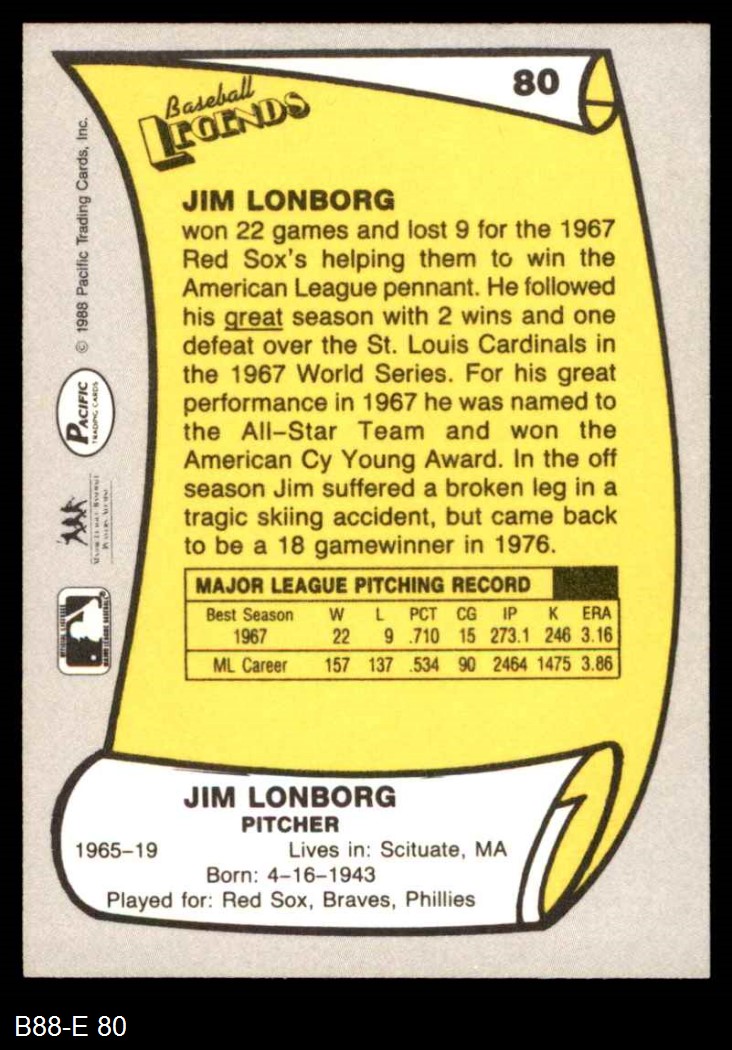 80
Baseball
LEGENDS
JIM LONBORG
won 22 games and lost 9 for the 1967
Red Sox's helping them to win the
American League pennant. He followed
his great season with 2 wins and one
defeat over the St. Louis Cardinals in
the 1967 World Series. For his great
performance in 1967 he was named to
the All-Star Team and won the
American Cy Young Award. In the off
season Jim suffered a broken leg in a
tragic skiing accident, but came back
to be a 18 gamewinner in 1976.
MAJOR LEAGUE PITCHING RECORD
Best Season W L PCT CG IP K ERA
1967 22 9 .710 15 273.1 246 3.16
ML Career 157 137 .534 90 2464 1475 3.86
JIM LONBORG
PITCHER
1965-19 Lives in: Scituate, MA
Born: 4-16-1943
Played for: Red Sox, Braves, Phillies
© 1988 Pacific Trading Cards, Inc.
PACIFIC
TRADING CARDS
MAJOR LEAGUE BASEBALL
B88-E 80